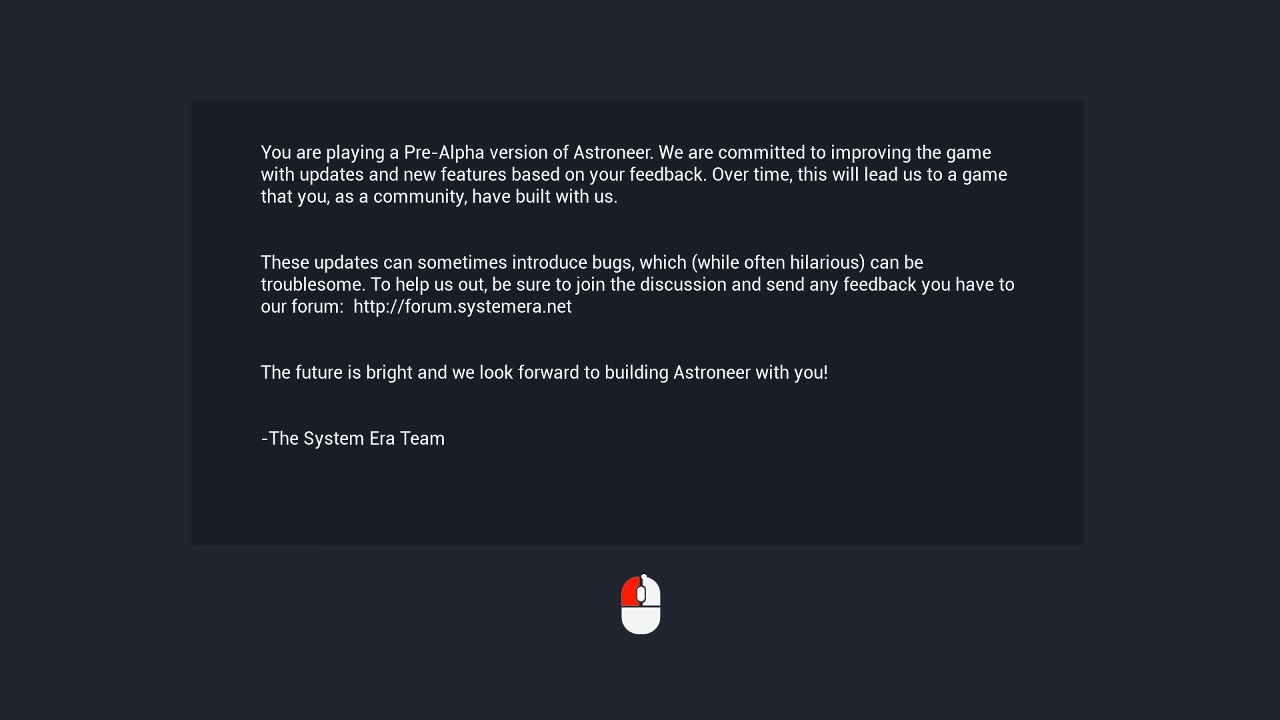 You are playing a Pre-Alpha version of Astroneer. We are committed to improving the game
with updates and new features based on your feedback. Over time, this will lead us to a game
that you, as a community, have built with us.
These updates can sometimes introduce bugs, which (while often hilarious) can be
troublesome. To help us out, be sure to join the discussion and send any feedback you have to
our forum:  http://forum.systemera.net
The future is bright and we look forward to building Astroneer with you!
-The System Era Team